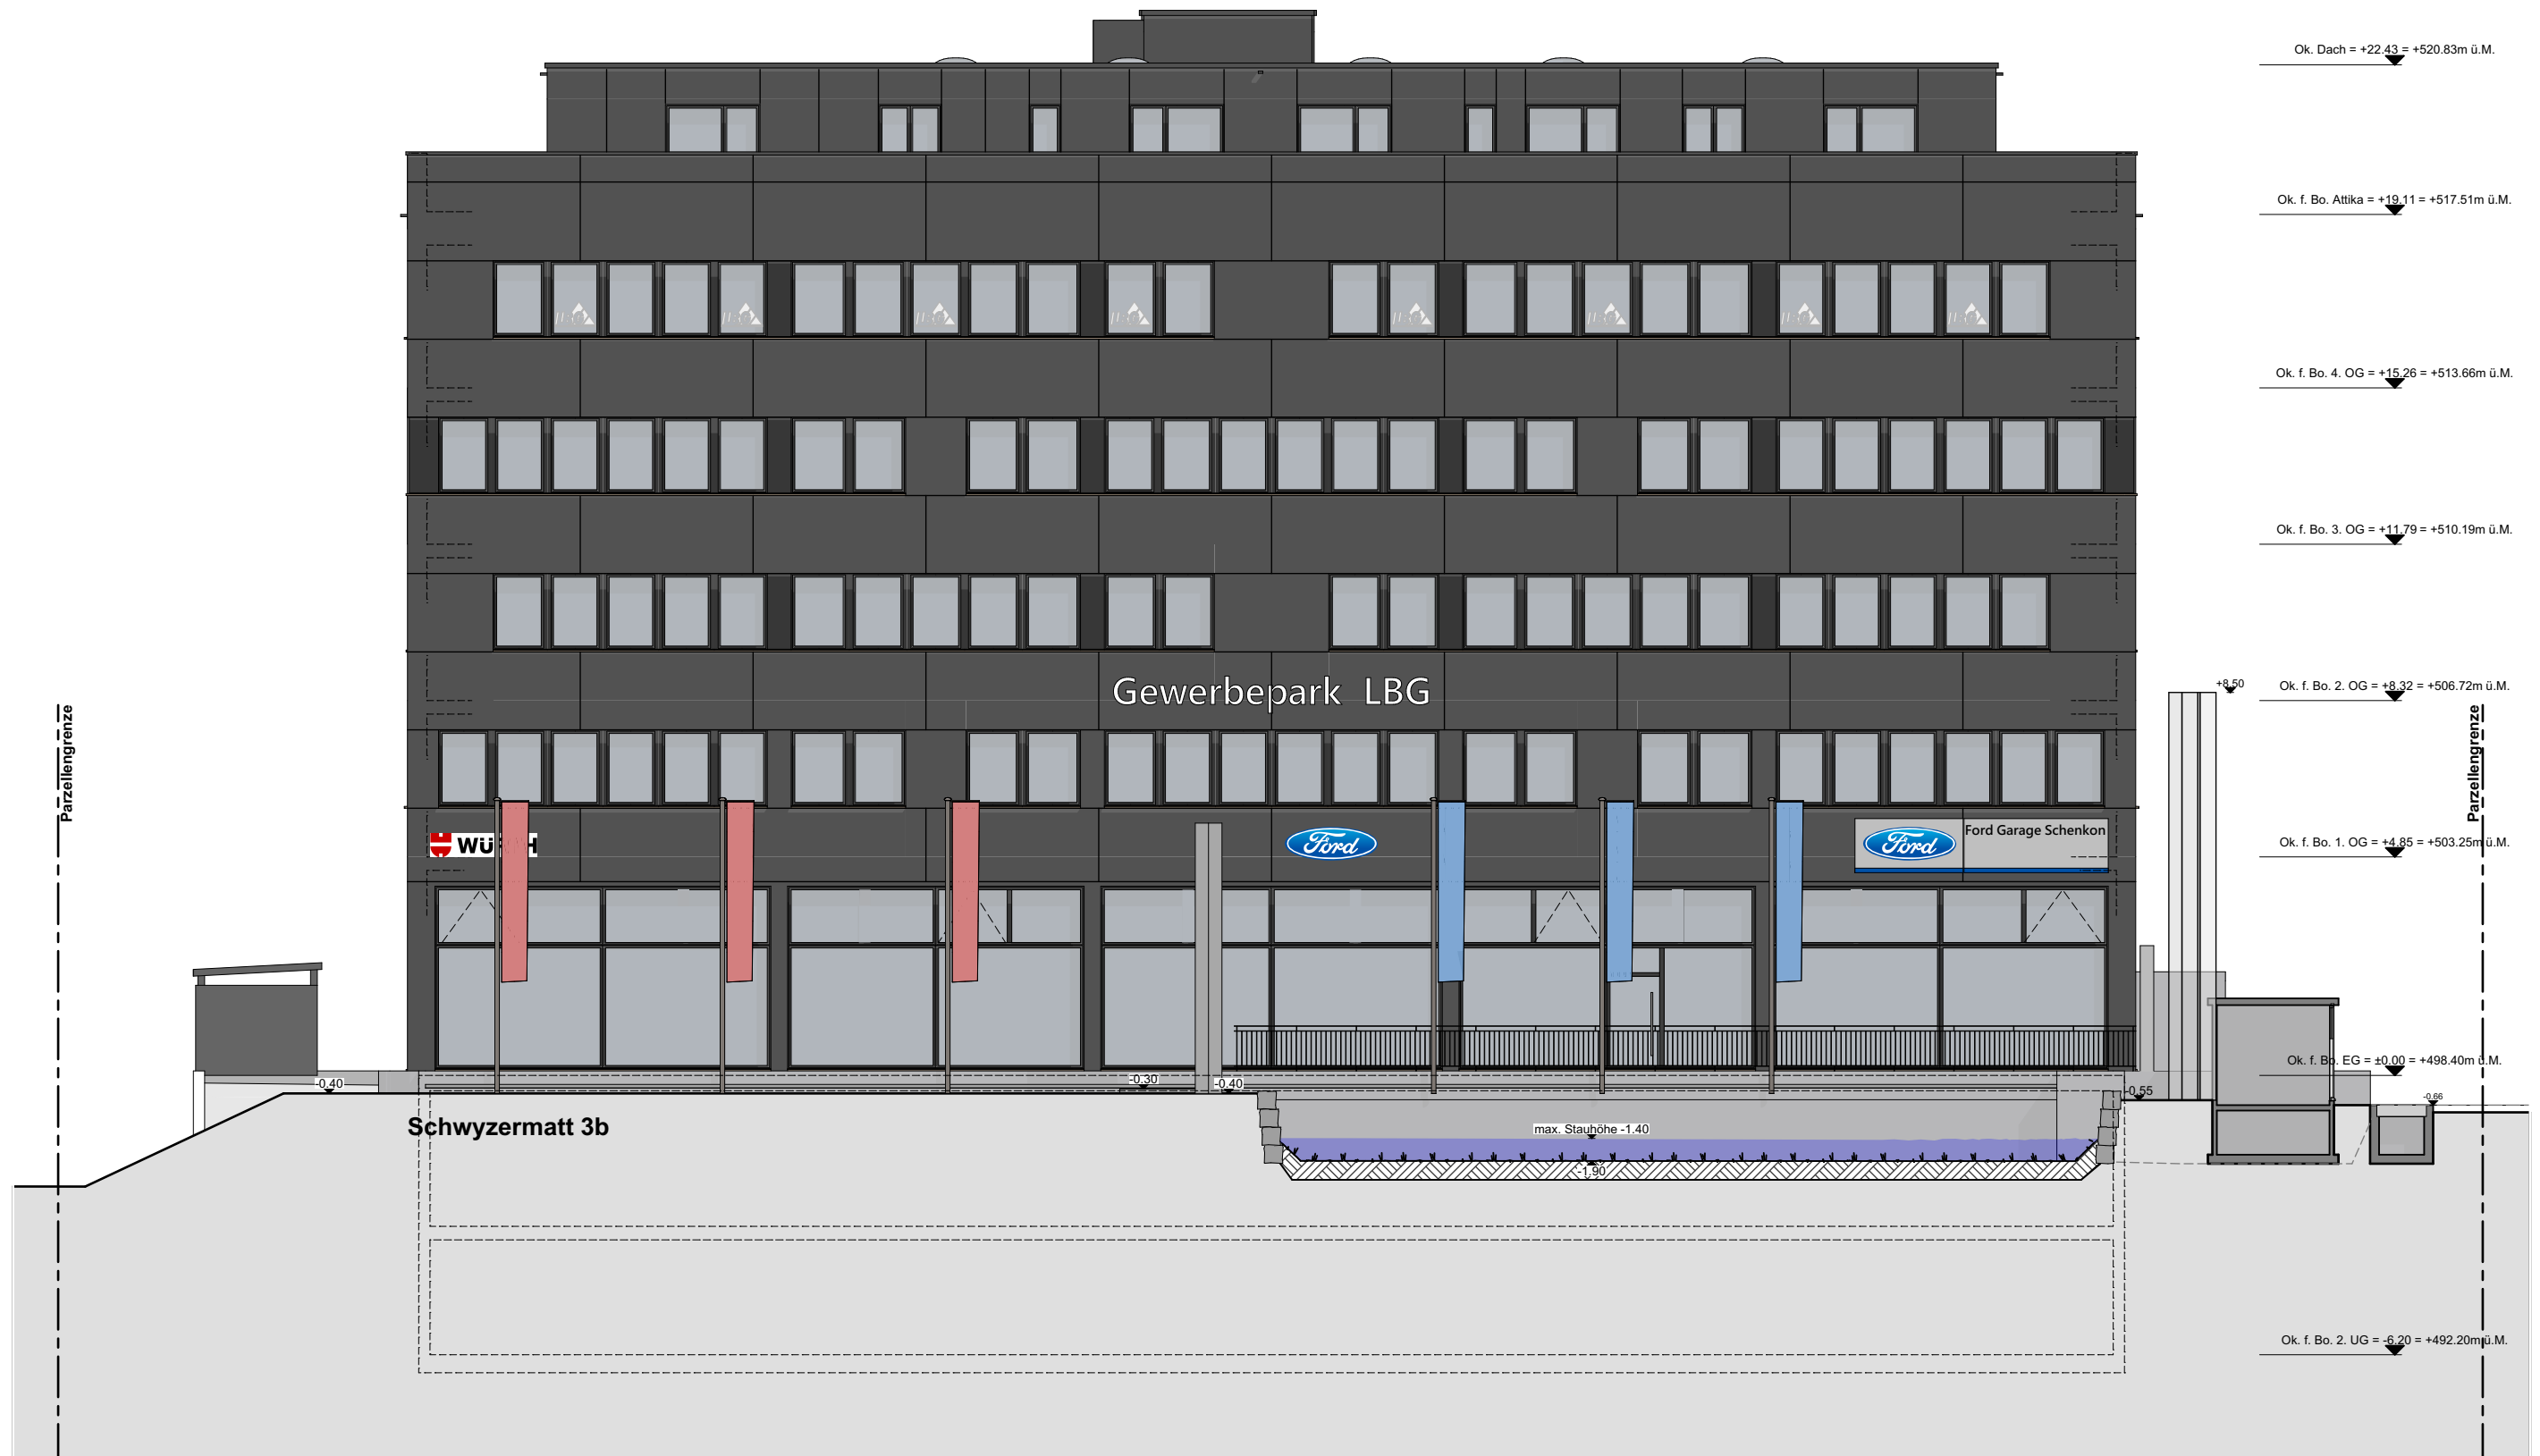 Ok. Dach = +22.43 = +520.83m ü.M.
Ok. f. Bo. Attika = +19.11 = +517.51m ü.M.
Ok. f. Bo. 4. OG = +15.26 = +513.66m ü.M.
Ok. f. Bo. 3. OG = +11.79 = +510.19m ü.M.
Gewerbepark LBG
+8.50
Ok. f. Bo. 2. OG = +8.32 = +506.72m ü.M.
Parzellengrenze
Parzellengrenze
Ford
Ford
Ford Garage Schenkon
Ok. f. Bo. 1. OG = +4.85 = +503.25m ü.M.
Ok. f. Bo. EG = ±0.00 = +498.40m ü.M.
-0.40
-0.30
-0.40
-0.55
-0.66
Schwyzermatt 3b
max. Stauhöhe -1.40
-1.90
Ok. f. Bo. 2. UG = -6.20 = +492.20m ü.M.